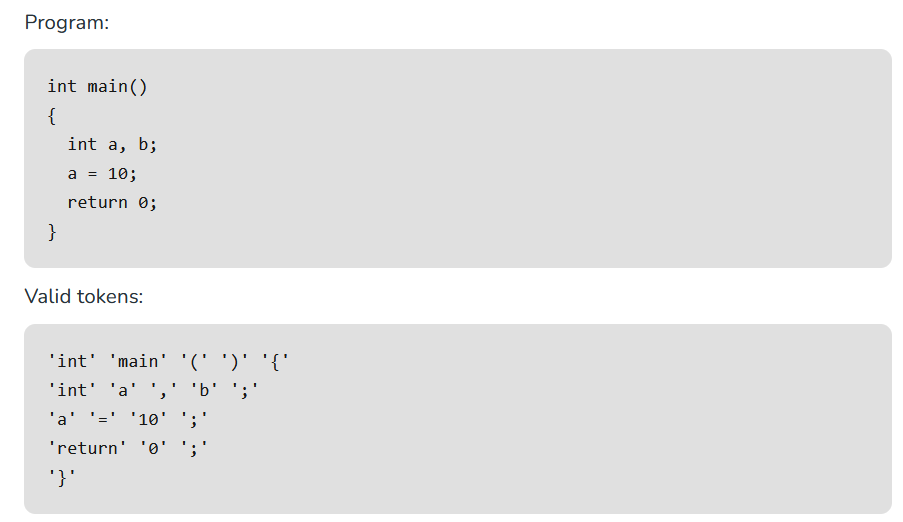 Program:
int main()
{
  int a, b;
  a = 10;
  return 0;
}
Valid tokens:
'int' 'main' '(' ')' '{'
'int' 'a' ',' 'b' ';'
'a' '=' '10' ';'
'return' '0' ';'
'}'